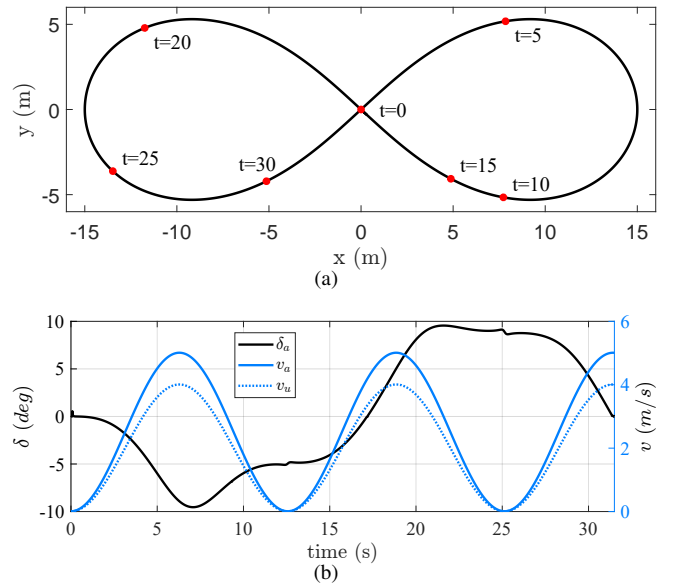 5
0
-5
y (m)
t=20
t=5
t=0
t=25
t=30
t=15
t=10
-15 -10 -5 0 5 10 15
x (m)
(a)
10
5
0
-5
-10
δ (deg)
δₐ
vₐ
vᵤ
6
4
2
0
v (m/s)
0 5 10 15 20 25 30
time (s)
(b)